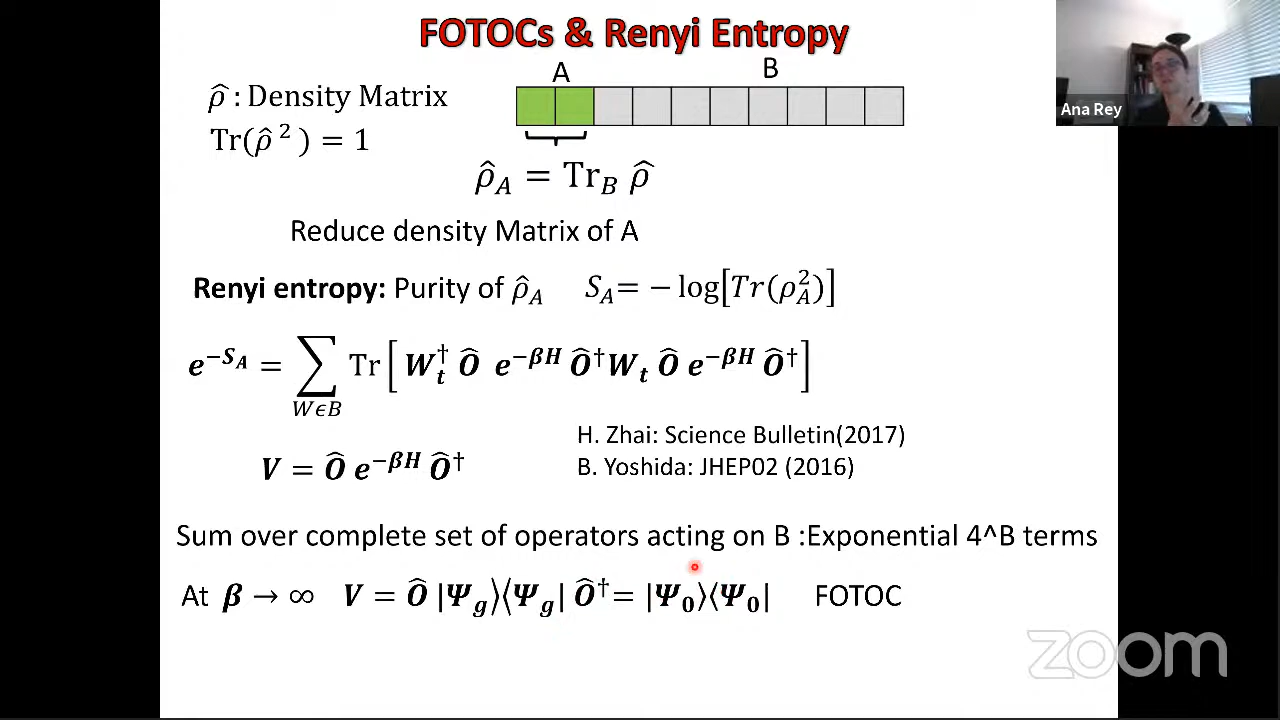 FOTOCs & Renyi Entropy
A
B
ρ̂ : Density Matrix
Tr(ρ̂ ²) = 1
ρ̂_A = Tr_B ρ̂
Reduce density Matrix of A
Renyi entropy: Purity of ρ̂_A S_A= − log[Tr(ρ_A²)]
e^{−S_A} = ∑_{WϵB} Tr[ W_t† Ô e^{−βH} Ô†W_t Ô e^{−βH} Ô†]
H. Zhai: Science Bulletin(2017)
V = Ô e^{−βH} Ô†
B. Yoshida: JHEP02 (2016)
Sum over complete set of operators acting on B :Exponential 4^B terms
At β → ∞ V = Ô |Ψ_g⟩⟨Ψ_g| Ô†= |Ψ_0⟩⟨Ψ_0| FOTOC
Ana Rey
zoom